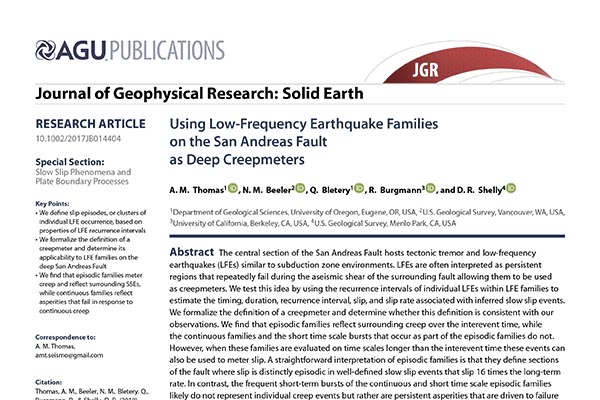 AGU PUBLICATIONS
JGR
Journal of Geophysical Research: Solid Earth
RESEARCH ARTICLE
10.1002/2017JB014404
Special Section:
Slow Slip Phenomena and
Plate Boundary Processes
Key Points:
• We define slip episodes, or clusters of
individual LFE occurrence, based on
properties of LFE recurrence intervals
• We formalize the definition of a
creepmeter and determine its
applicability to LFE families on the
deep San Andreas Fault
• We find that episodic families meter
creep and reflect surrounding SSEs,
while continuous families reflect
asperities that fail in response to
continuous creep
Correspondence to:
A. M. Thomas,
amt.seismo@gmail.com
Citation:
Thomas, A. M., Beeler, N. M., Bletery, Q.,
Using Low-Frequency Earthquake Families
on the San Andreas Fault
as Deep Creepmeters
A. M. Thomas1, N. M. Beeler2, Q. Bletery1, R. Burgmann3, and D. R. Shelly4
1Department of Geological Sciences, University of Oregon, Eugene, OR, USA, 2U.S. Geological Survey, Vancouver, WA, USA,
3University of California, Berkeley, CA, USA, 4U.S. Geological Survey, Menlo Park, CA, USA
Abstract The central section of the San Andreas Fault hosts tectonic tremor and low-frequency
earthquakes (LFEs) similar to subduction zone environments. LFEs are often interpreted as persistent
regions that repeatedly fail during the aseismic shear of the surrounding fault allowing them to be used
as creepmeters. We test this idea by using the recurrence intervals of individual LFEs within LFE families to
estimate the timing, duration, recurrence interval, slip, and slip rate associated with inferred slow slip events.
We formalize the definition of a creepmeter and determine whether this definition is consistent with our
observations. We find that episodic families reflect surrounding creep over the interevent time, while
the continuous families and the short time scale bursts that occur as part of the episodic families do not.
However, when these families are evaluated on time scales longer than the interevent time these events can
also be used to meter slip. A straightforward interpretation of episodic families is that they define sections
of the fault where slip is distinctly episodic in well-defined slow slip events that slip 16 times the long-term
rate. In contrast, the frequent short-term bursts of the continuous and short time scale episodic families
likely do not represent individual creep events but rather are persistent asperities that are driven to failure